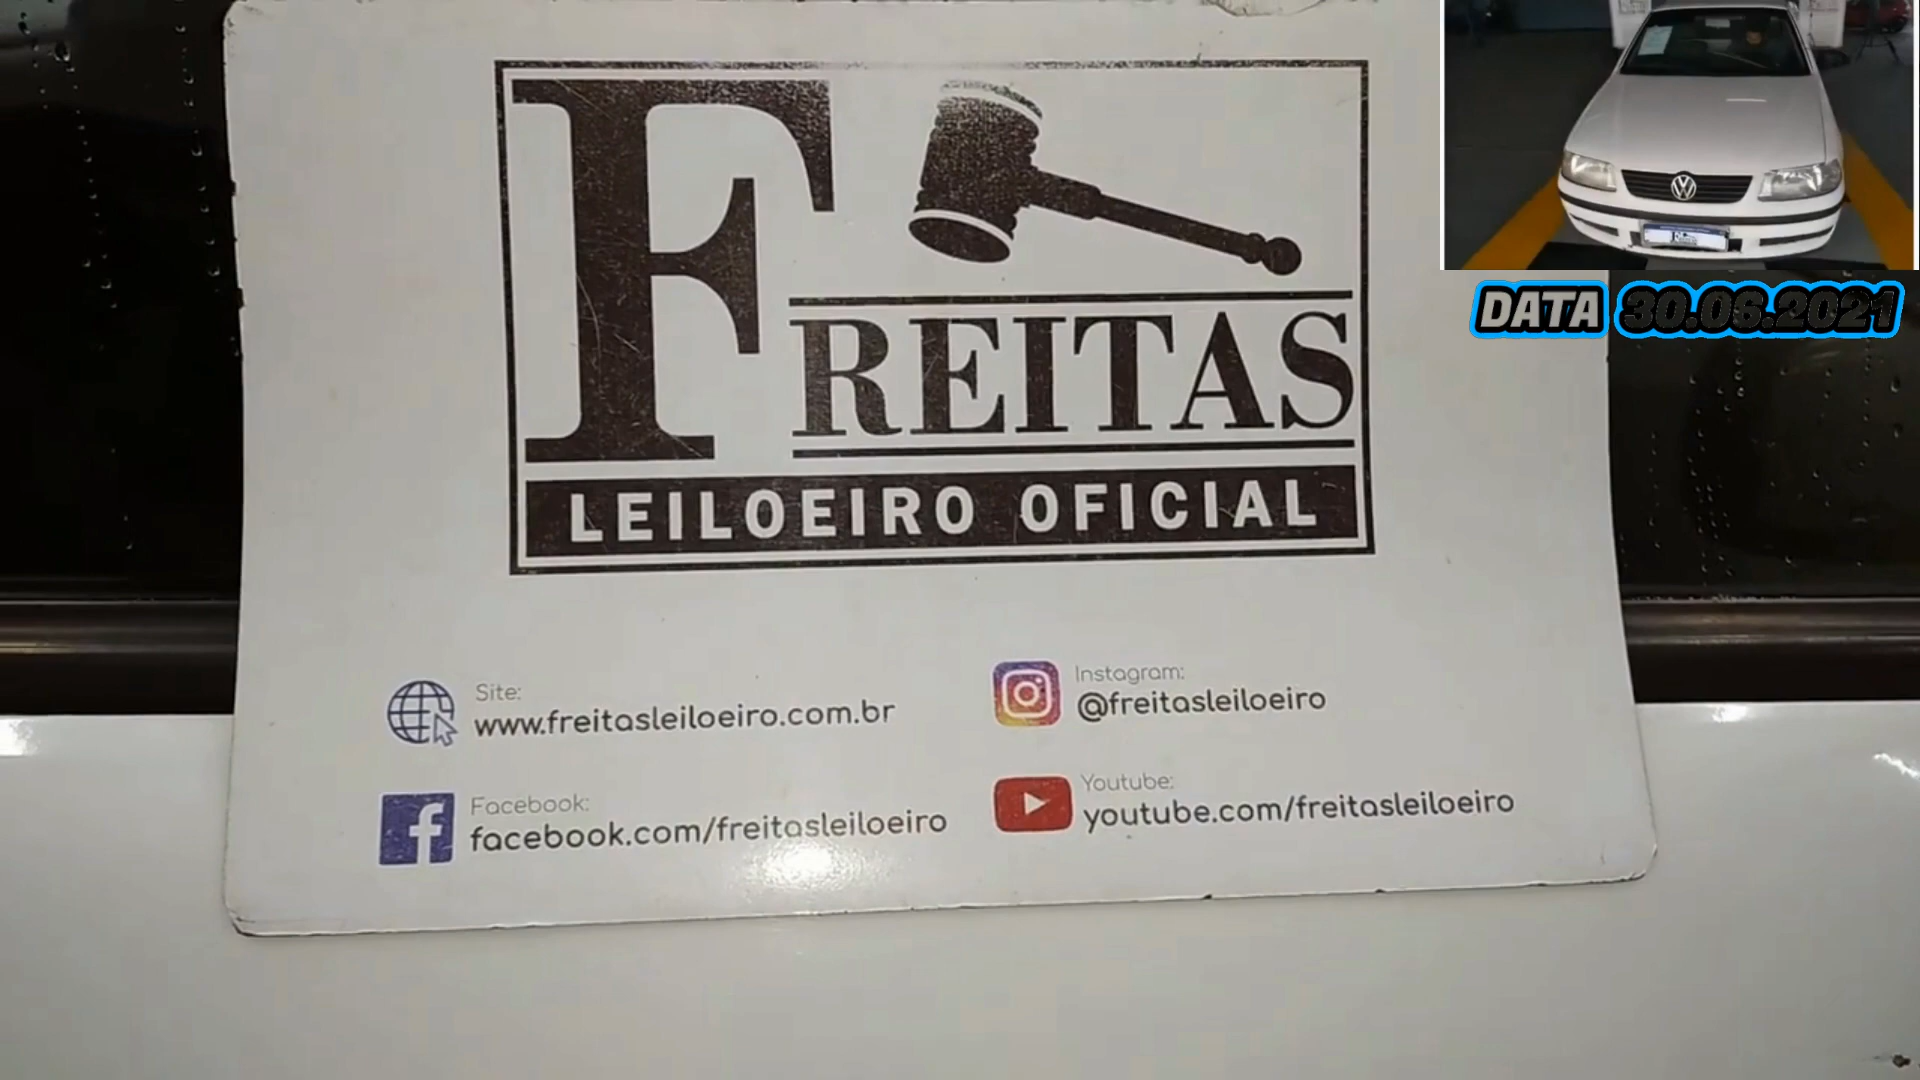 FREITAS
LEILOEIRO OFICIAL
DATA 30.06.2021
Site:
www.freitasleiloeiro.com.br
Instagram:
@freitasleiloeiro
Facebook:
facebook.com/freitasleiloeiro
Youtube:
youtube.com/freitasleiloeiro